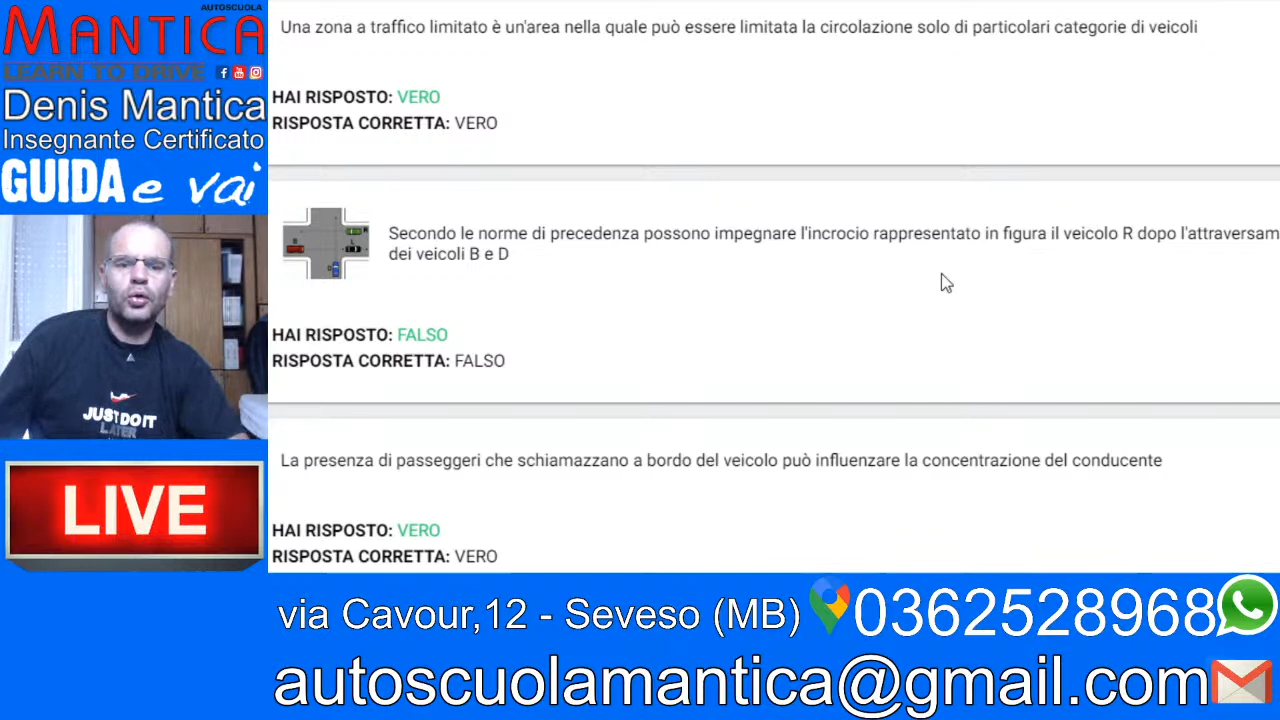 AUTOSCUOLA
MANTICA
LEARN TO DRIVE
Denis Mantica
Insegnante Certificato
GUIDA e vai
JUST DO IT
LATER
LIVE
Una zona a traffico limitato è un'area nella quale può essere limitata la circolazione solo di particolari categorie di veicoli
HAI RISPOSTO: VERO
RISPOSTA CORRETTA: VERO
Secondo le norme di precedenza possono impegnare l'incrocio rappresentato in figura il veicolo R dopo l'attraversam
dei veicoli B e D
HAI RISPOSTO: FALSO
RISPOSTA CORRETTA: FALSO
La presenza di passeggeri che schiamazzano a bordo del veicolo può influenzare la concentrazione del conducente
HAI RISPOSTO: VERO
RISPOSTA CORRETTA: VERO
via Cavour,12 - Seveso (MB) 0362528968
autoscuolamantica@gmail.com